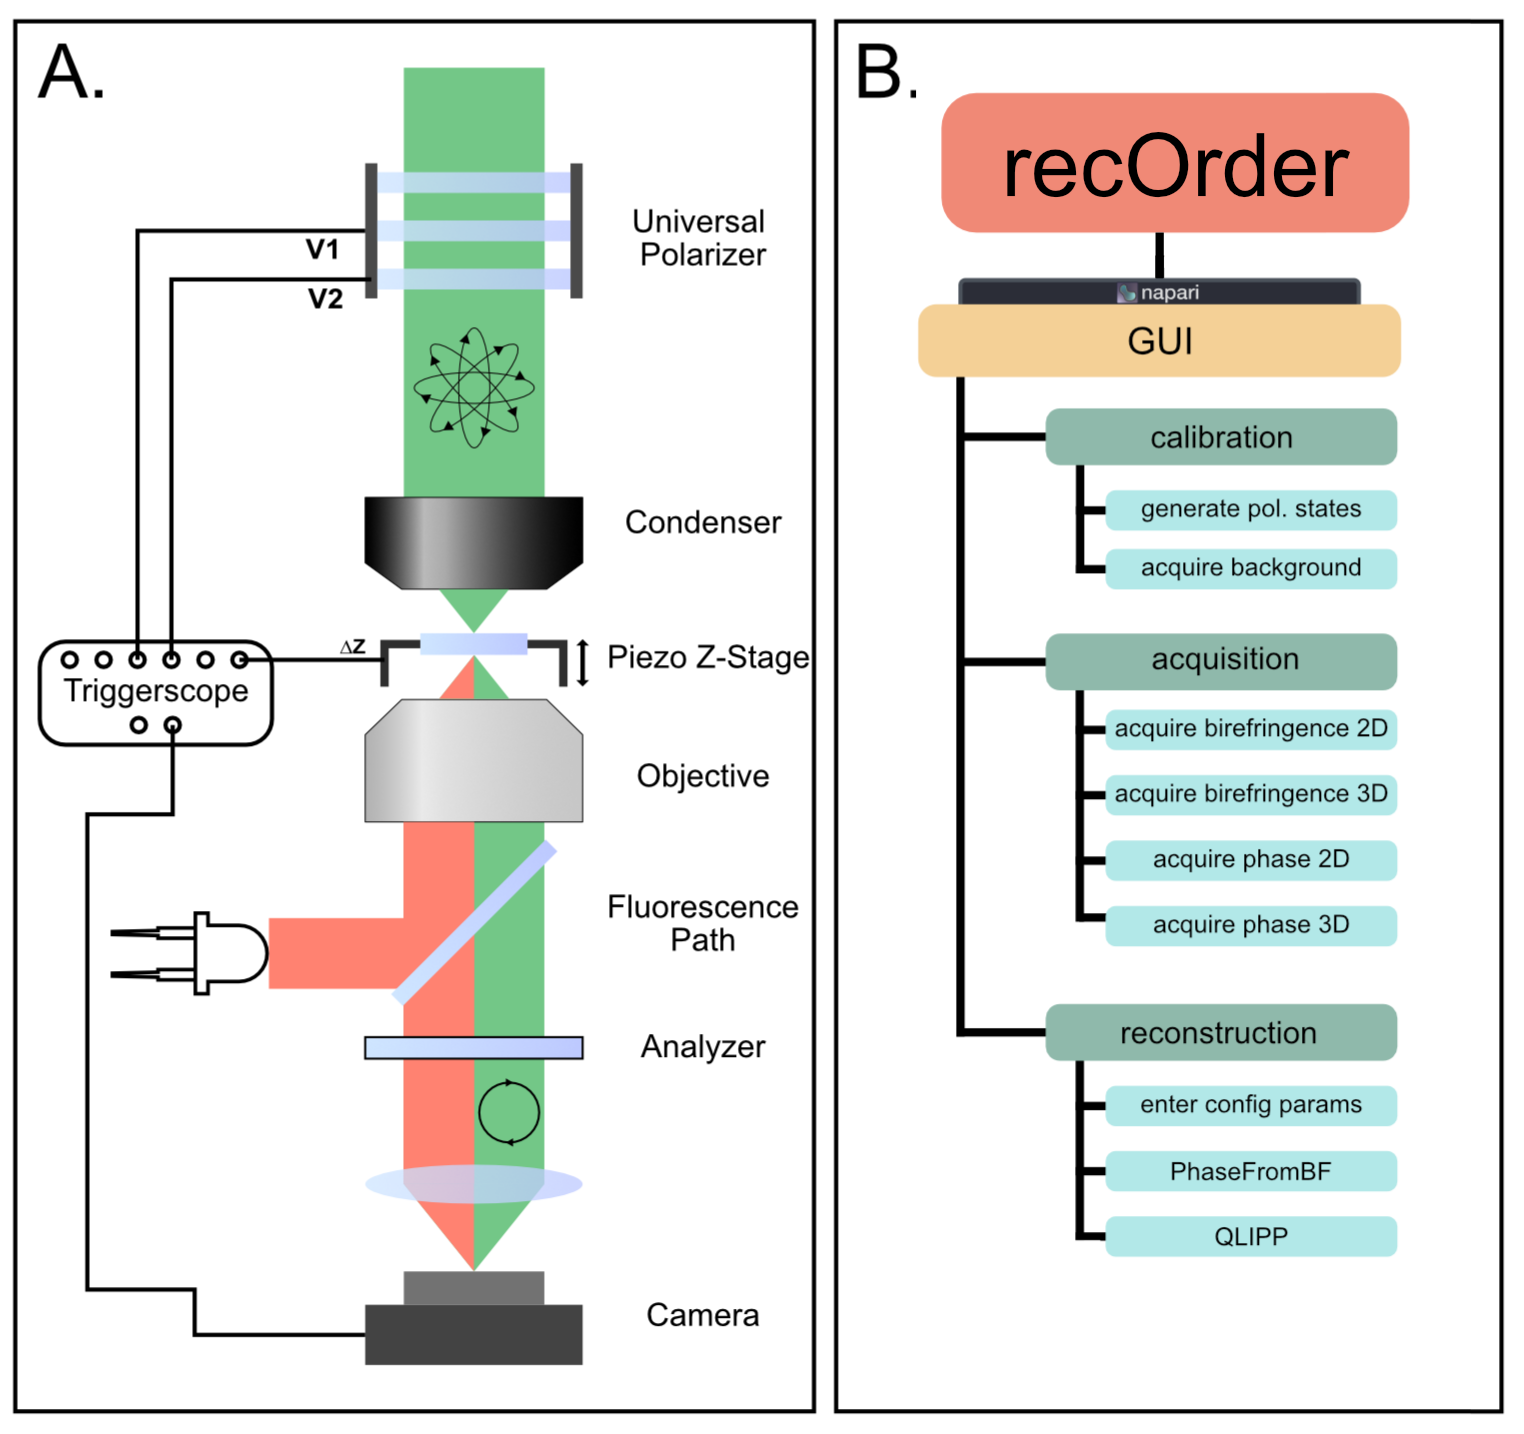 A.
Universal
Polarizer
V1
V2
Condenser
ΔZ
Piezo Z-Stage
Triggerscope
Objective
Fluorescence
Path
Analyzer
Camera
B.
recOrder
napari
GUI
calibration
generate pol. states
acquire background
acquisition
acquire birefringence 2D
acquire birefringence 3D
acquire phase 2D
acquire phase 3D
reconstruction
enter config params
PhaseFromBF
QLIPP